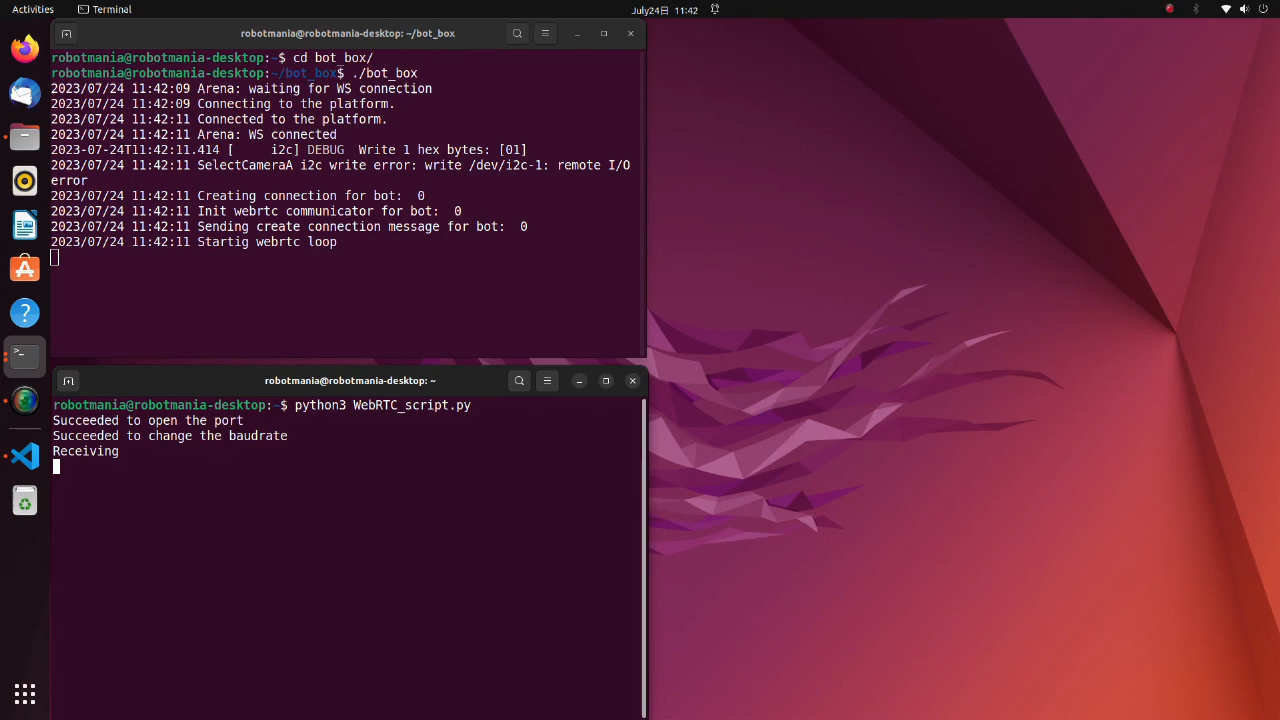 Activities
Terminal
July24日 11:42
robotmania@robotmania-desktop: ~/bot_box
robotmania@robotmania-desktop:~$ cd bot_box/
robotmania@robotmania-desktop:~/bot_box$ ./bot_box
2023/07/24 11:42:09 Arena: waiting for WS connection
2023/07/24 11:42:09 Connecting to the platform.
2023/07/24 11:42:11 Connected to the platform.
2023/07/24 11:42:11 Arena: WS connected
2023-07-24T11:42:11.414 [     i2c] DEBUG  Write 1 hex bytes: [01]
2023/07/24 11:42:11 SelectCameraA i2c write error: write /dev/i2c-1: remote I/O
error
2023/07/24 11:42:11 Creating connection for bot:  0
2023/07/24 11:42:11 Init webrtc communicator for bot:  0
2023/07/24 11:42:11 Sending create connection message for bot:  0
2023/07/24 11:42:11 Startig webrtc loop
robotmania@robotmania-desktop: ~
robotmania@robotmania-desktop:~$ python3 WebRTC_script.py
Succeeded to open the port
Succeeded to change the baudrate
Receiving